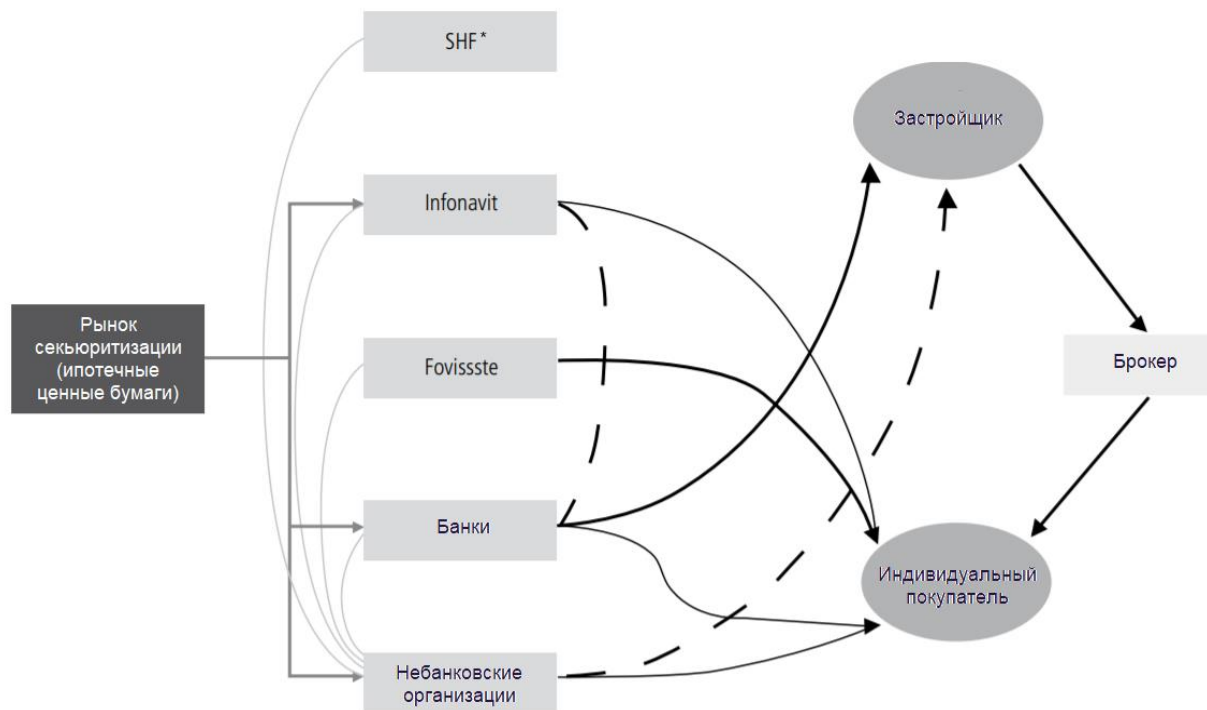 SHF*
Застройщик
Infonavit
Рынок
секьюритизации
(ипотечные
ценные бумаги)
Fovissste
Брокер
Банки
Индивидуальный
покупатель
Небанковские
организации